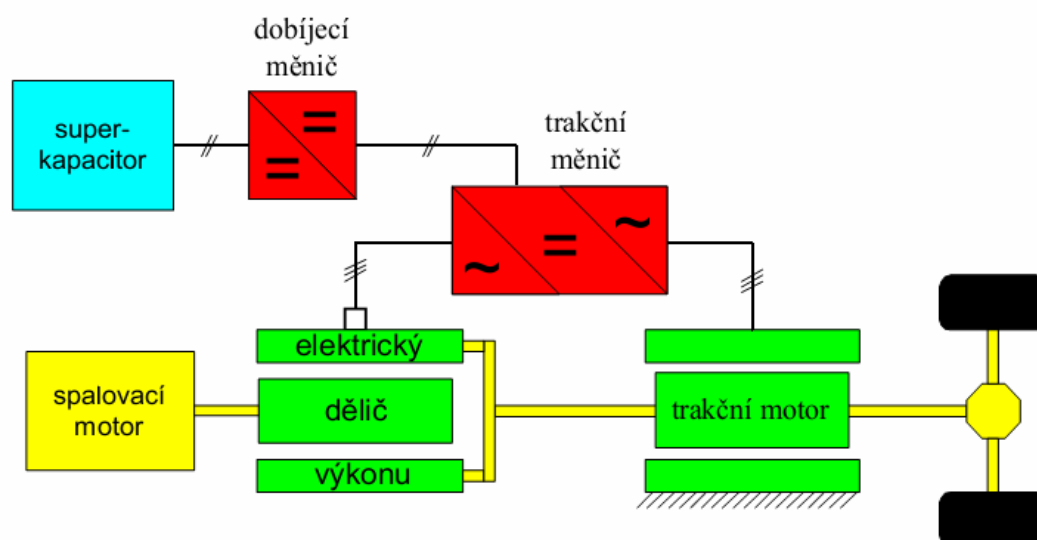 dobíjecí
měnič
super-
kapacitor
=
=
trakční
měnič
~
=
~
elektrický
spalovací
motor
dělič
trakční motor
výkonu